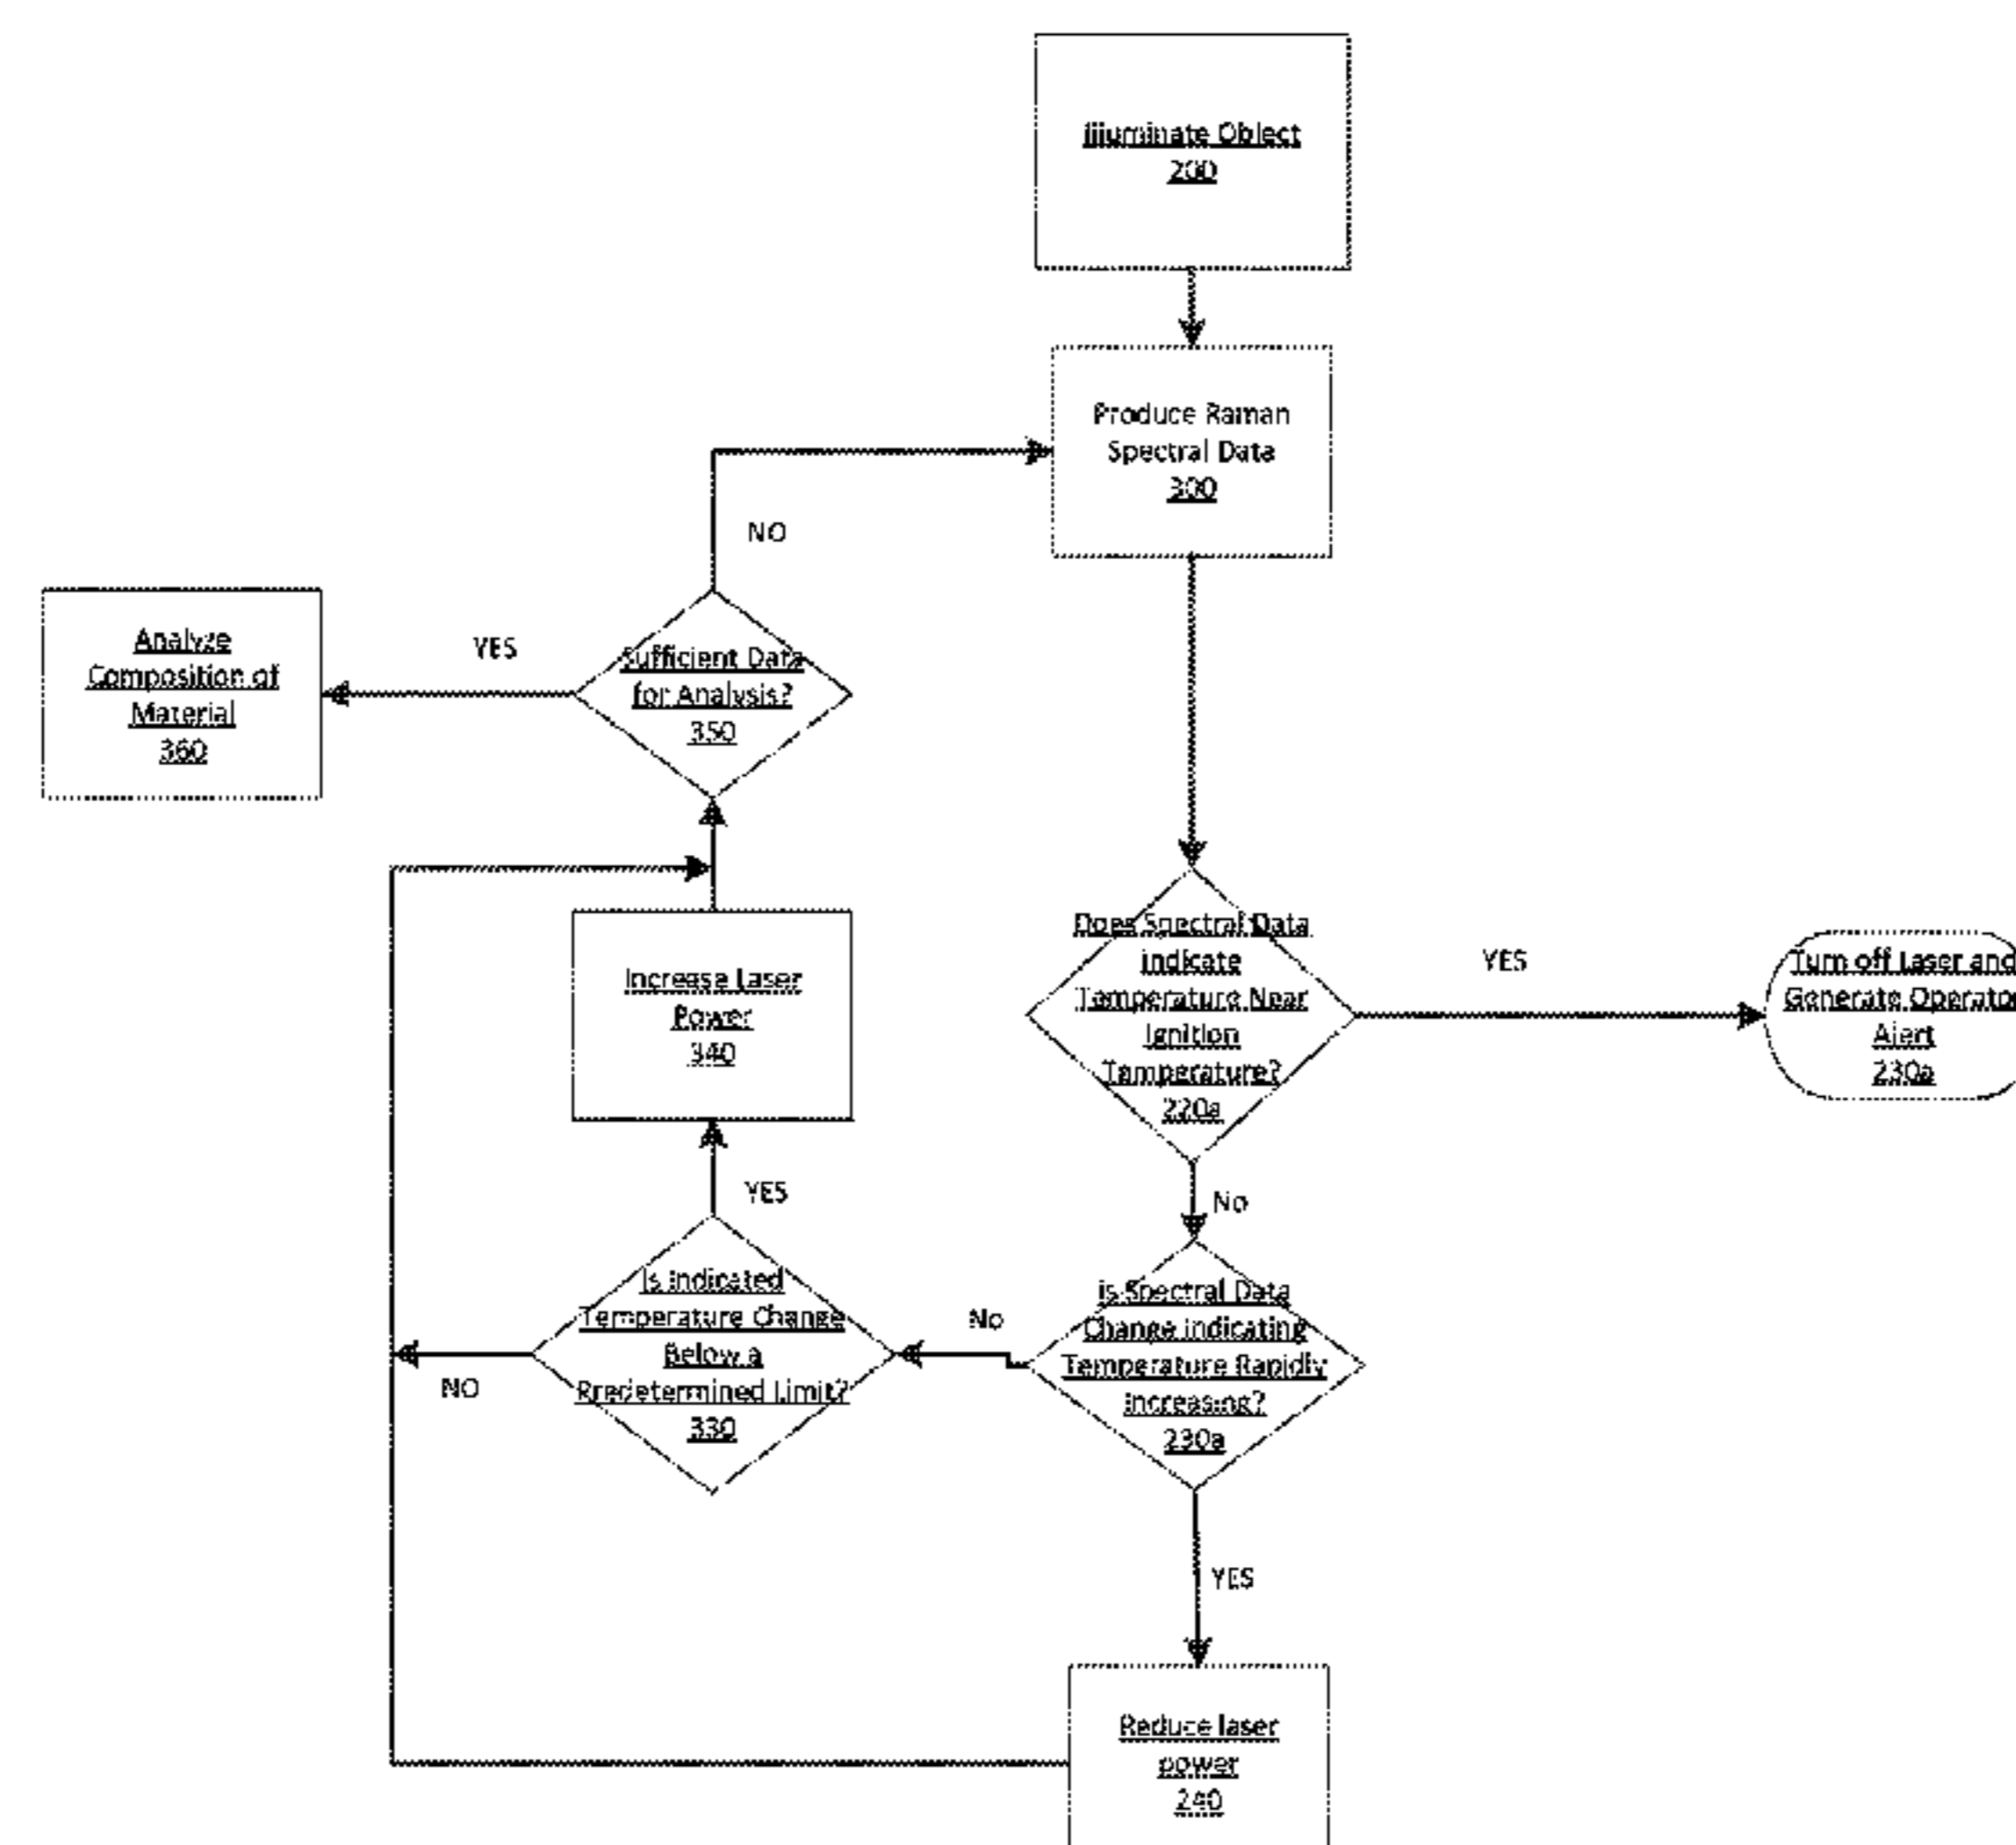 Illuminate Object
200
Produce Raman
Spectral Data
300
NO
Analyze
Composition of
Material
360
YES
Sufficient Data
for Analysis?
350
Does Spectral Data
indicate
Temperature Near
Ignition
Temperature?
220a
YES
Turn off Laser and
Generate Operator
Alert
230a
Increase Laser
Power
340
YES
No
Is Indicated
Temperature Change
Below a
Predetermined Limit?
330
NO
No
is Spectral Data
Change indicating
Temperature Rapidly
increasing?
230a
YES
Reduce laser
power
240